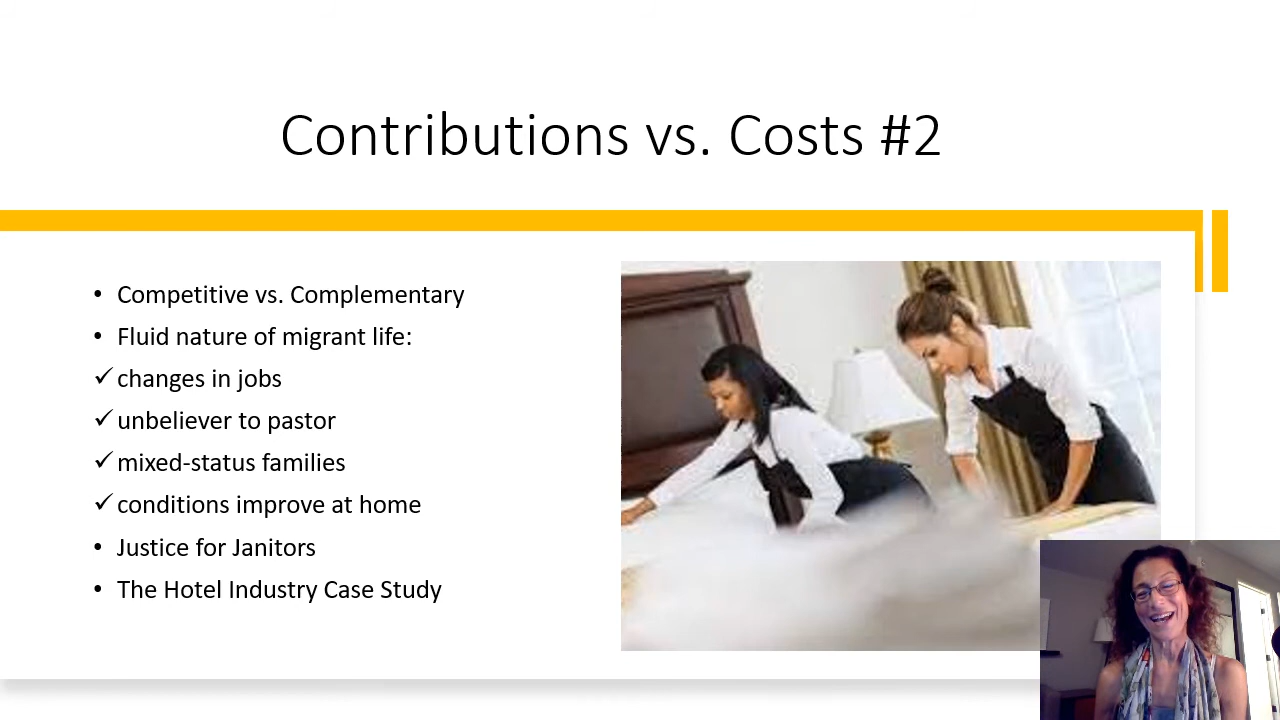 Contributions vs. Costs #2
• Competitive vs. Complementary
• Fluid nature of migrant life:
✓ changes in jobs
✓ unbeliever to pastor
✓ mixed-status families
✓ conditions improve at home
• Justice for Janitors
• The Hotel Industry Case Study